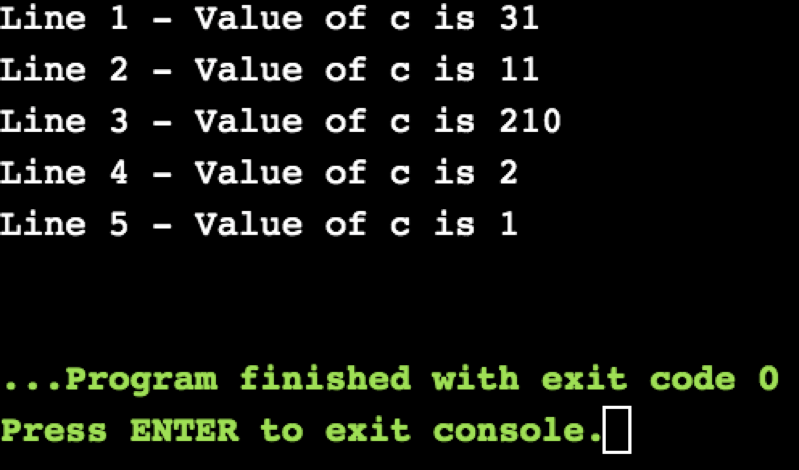 Line 1 - Value of c is 31
Line 2 - Value of c is 11
Line 3 - Value of c is 210
Line 4 - Value of c is 2
Line 5 - Value of c is 1
...Program finished with exit code 0
Press ENTER to exit console.